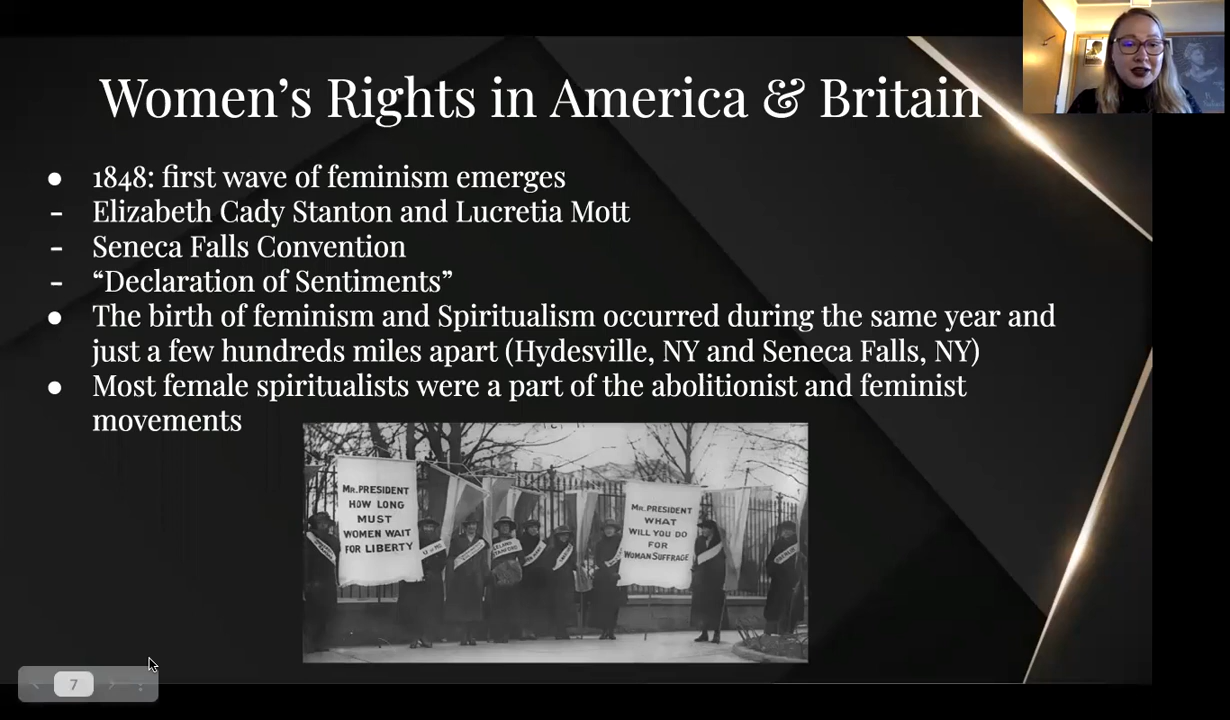 Women's Rights in America & Britain
● 1848: first wave of feminism emerges
- Elizabeth Cady Stanton and Lucretia Mott
- Seneca Falls Convention
- “Declaration of Sentiments”
● The birth of feminism and Spiritualism occurred during the same year and
just a few hundreds miles apart (Hydesville, NY and Seneca Falls, NY)
● Most female spiritualists were a part of the abolitionist and feminist
movements
MR. PRESIDENT
HOW LONG
MUST
WOMEN WAIT
FOR LIBERTY
MR. PRESIDENT
WHAT
WILL YOU DO
FOR
WOMAN SUFFRAGE
LELAND
STANFORD
7